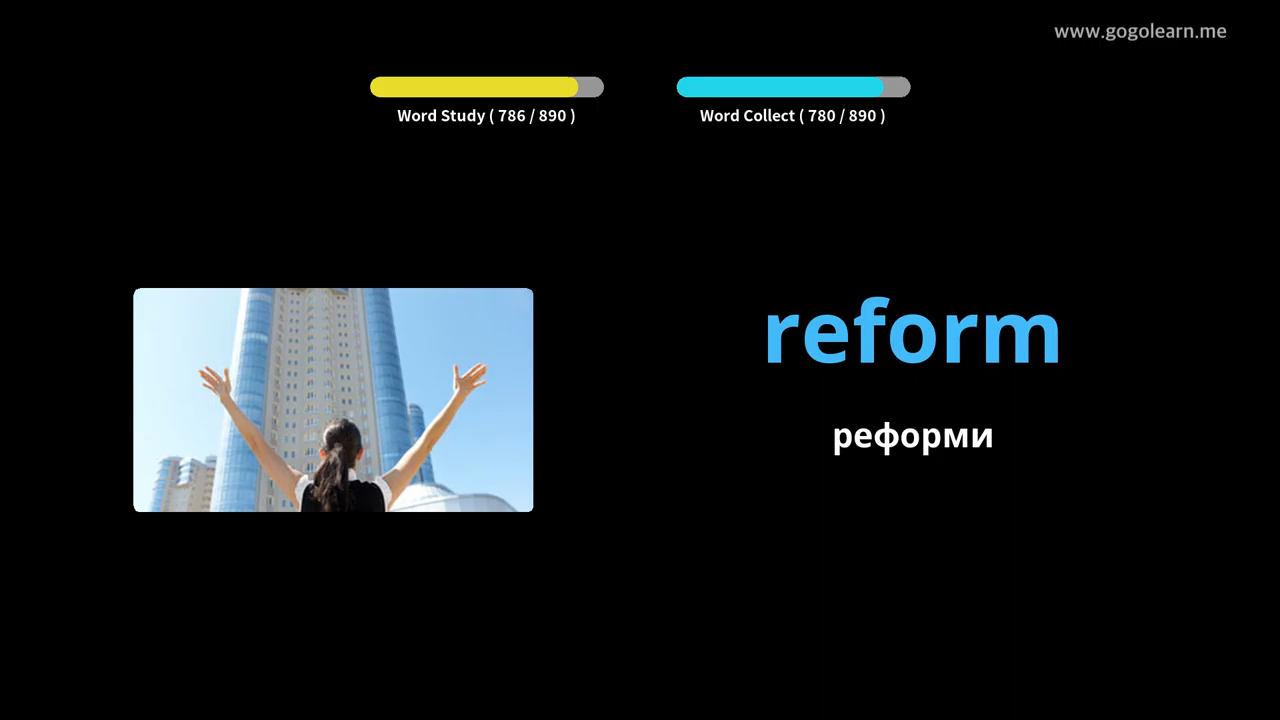 www.gogolearn.me
Word Study ( 786 / 890 )
Word Collect ( 780 / 890 )
reform
реформи